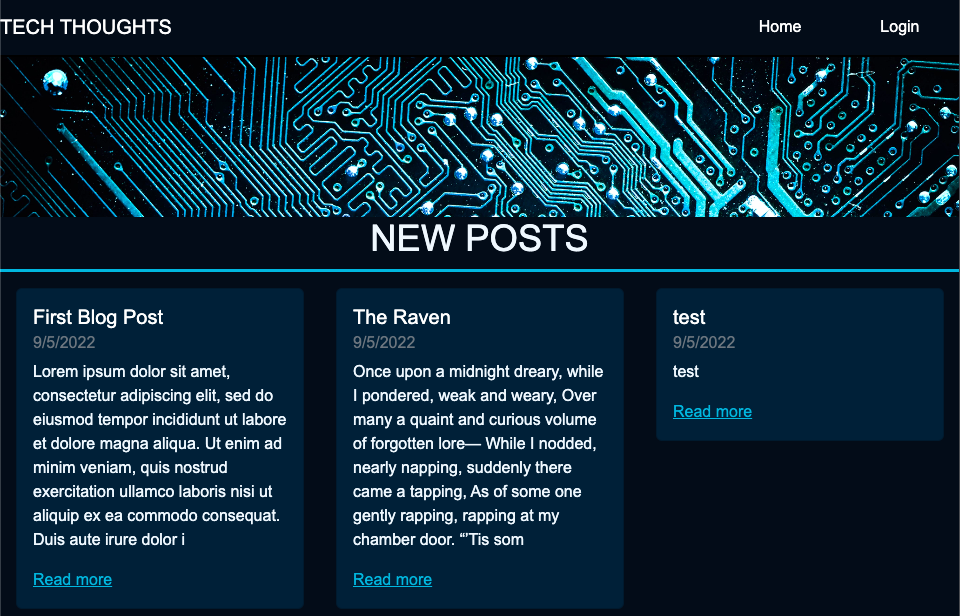 TECH THOUGHTS
Home
Login
NEW POSTS
First Blog Post
9/5/2022
Lorem ipsum dolor sit amet,
consectetur adipiscing elit, sed do
eiusmod tempor incididunt ut labore
et dolore magna aliqua. Ut enim ad
minim veniam, quis nostrud
exercitation ullamco laboris nisi ut
aliquip ex ea commodo consequat.
Duis aute irure dolor i
Read more
The Raven
9/5/2022
Once upon a midnight dreary, while
I pondered, weak and weary, Over
many a quaint and curious volume
of forgotten lore— While I nodded,
nearly napping, suddenly there
came a tapping, As of some one
gently rapping, rapping at my
chamber door. “’Tis som
Read more
test
9/5/2022
test
Read more